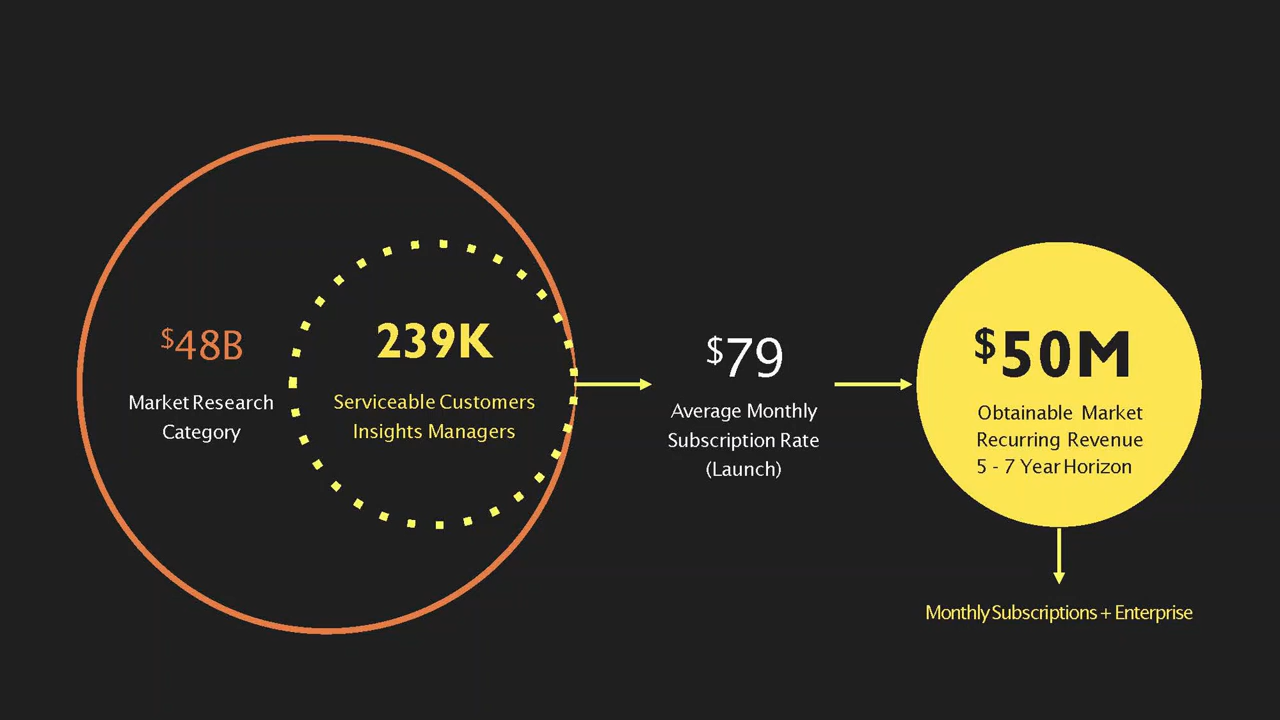 $48B
Market Research
Category
239K
Serviceable Customers
Insights Managers
$79
Average Monthly
Subscription Rate
(Launch)
$50M
Obtainable Market
Recurring Revenue
5 - 7 Year Horizon
Monthly Subscriptions + Enterprise